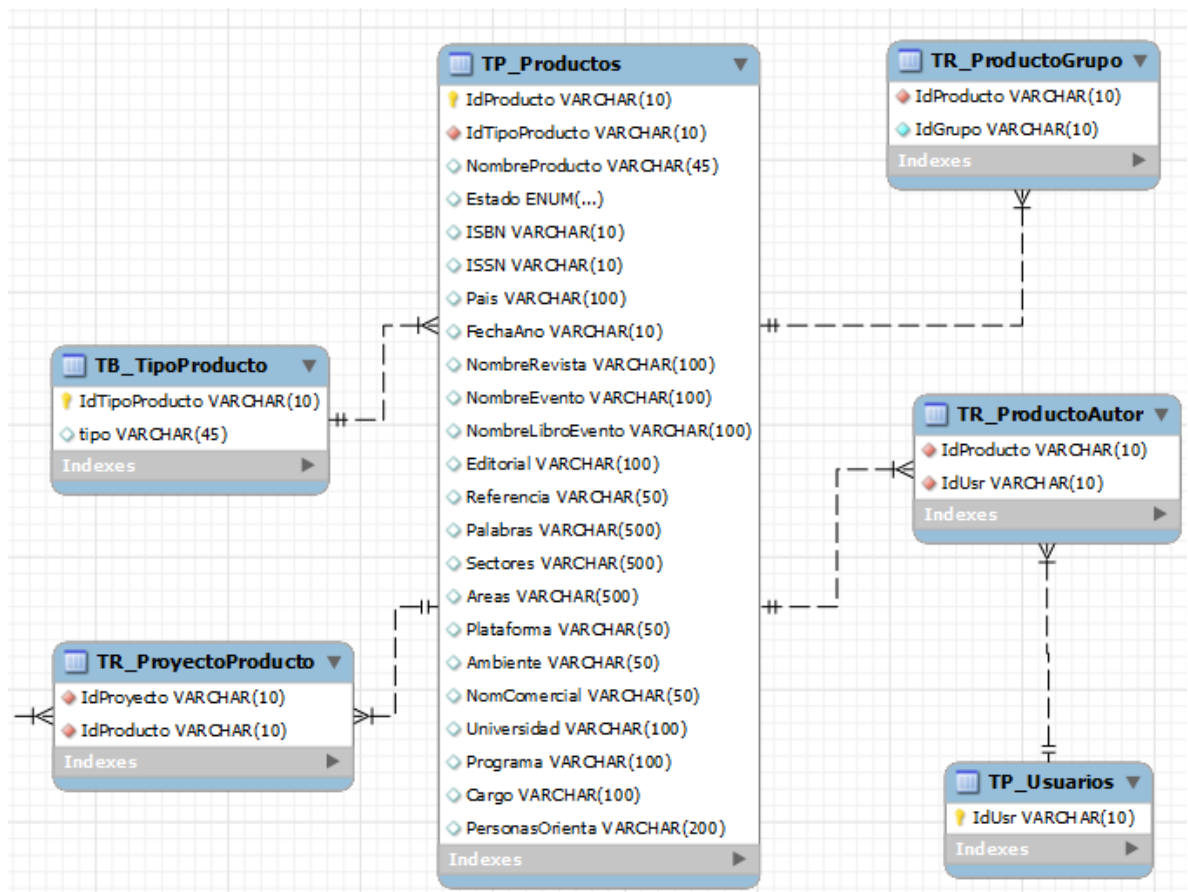 TP_Productos
IdProducto VARCHAR(10)
IdTipoProducto VARCHAR(10)
NombreProducto VARCHAR(45)
Estado ENUM(...)
ISBN VARCHAR(10)
ISSN VARCHAR(10)
Pais VARCHAR(100)
FechaAno VARCHAR(10)
NombreRevista VARCHAR(100)
NombreEvento VARCHAR(100)
NombreLibroEvento VARCHAR(100)
Editorial VARCHAR(100)
Referencia VARCHAR(50)
Palabras VARCHAR(500)
Sectores VARCHAR(500)
Areas VARCHAR(500)
Plataforma VARCHAR(50)
Ambiente VARCHAR(50)
NomComercial VARCHAR(50)
Universidad VARCHAR(100)
Programa VARCHAR(100)
Cargo VARCHAR(100)
PersonasOrienta VARCHAR(200)
Indexes
TR_ProductoGrupo
IdProducto VARCHAR(10)
IdGrupo VARCHAR(10)
Indexes
TB_TipoProducto
IdTipoProducto VARCHAR(10)
tipo VARCHAR(45)
Indexes
TR_ProductoAutor
IdProducto VARCHAR(10)
IdUsr VARCHAR(10)
Indexes
TR_ProyectoProducto
IdProyecto VARCHAR(10)
IdProducto VARCHAR(10)
Indexes
TP_Usuarios
IdUsr VARCHAR(10)
Indexes